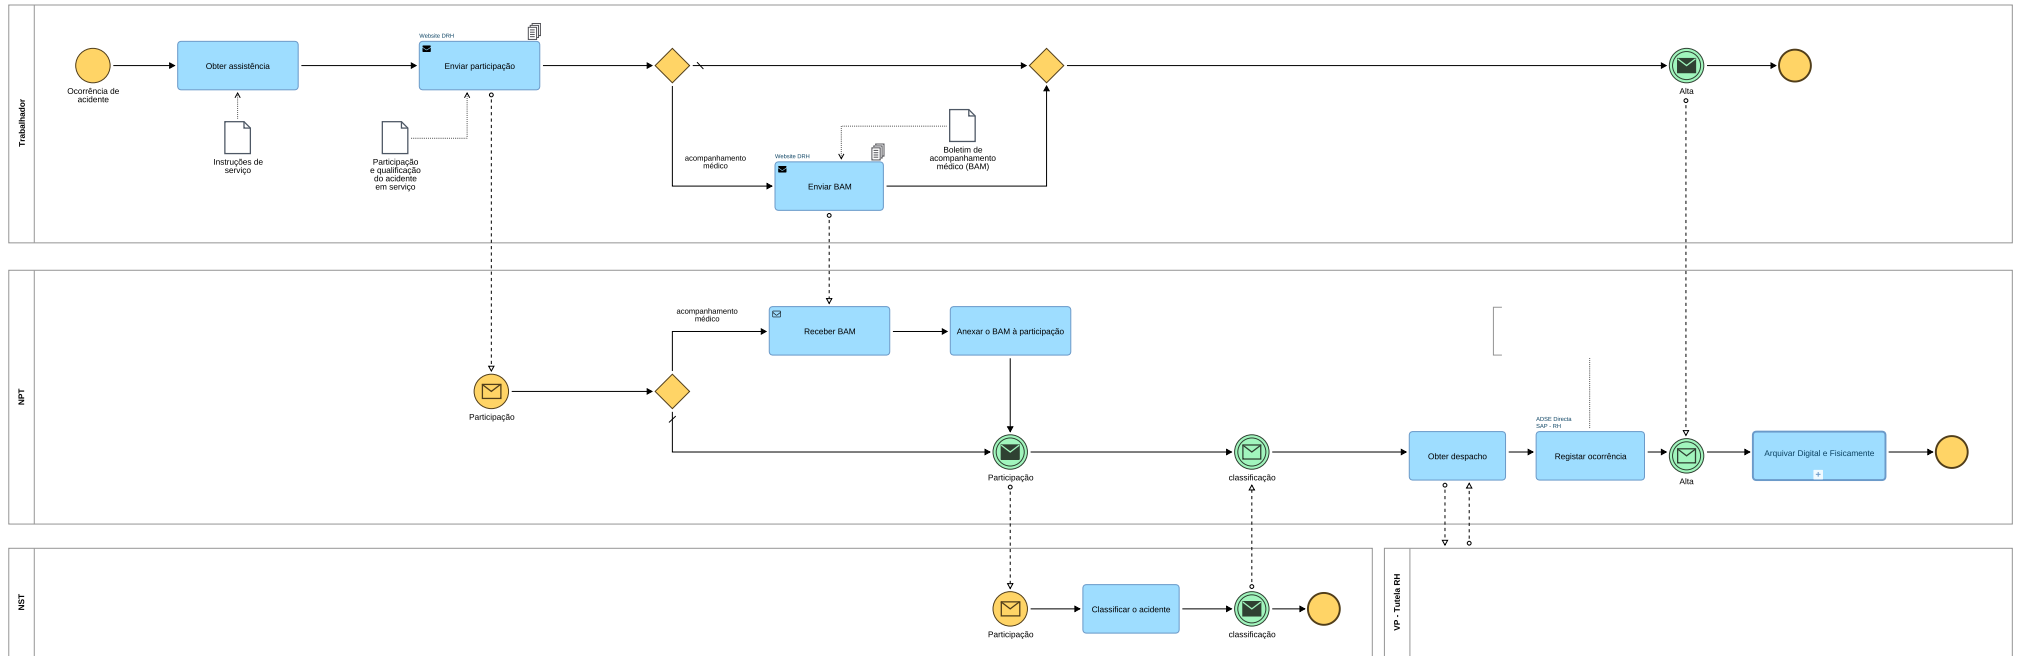 Trabalhador
Ocorrência de
acidente
Obter assistência
Instruções de
serviço
Website DRH
Enviar participação
Participação
e qualificação
do acidente
em serviço
acompanhamento
médico
Website DRH
Enviar BAM
Boletim de
acompanhamento
médico (BAM)
Alta
NPT
Participação
acompanhamento
médico
Receber BAM
Anexar o BAM à participação
Participação
classificação
Obter despacho
ADSE Directa
SAP - RH
Registar ocorrência
Alta
Arquivar Digital e Fisicamente
NST
Participação
Classificar o acidente
classificação
VP - Tutela RH